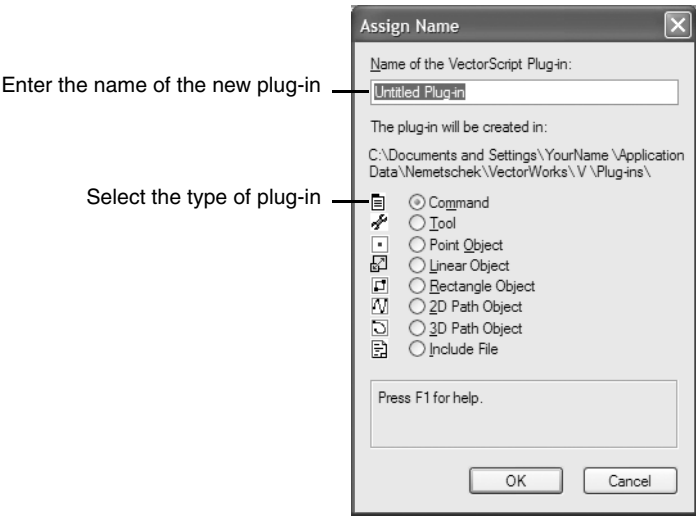 Assign Name
Name of the VectorScript Plug-in:
Enter the name of the new plug-in
Untitled Plug-in
The plug-in will be created in:
C:\Documents and Settings\YourName \Application
Data\Nemetschek\VectorWorks\ V \Plug-ins\
Select the type of plug-in
Command
Tool
Point Object
Linear Object
Rectangle Object
2D Path Object
3D Path Object
Include File
Press F1 for help.
OK
Cancel